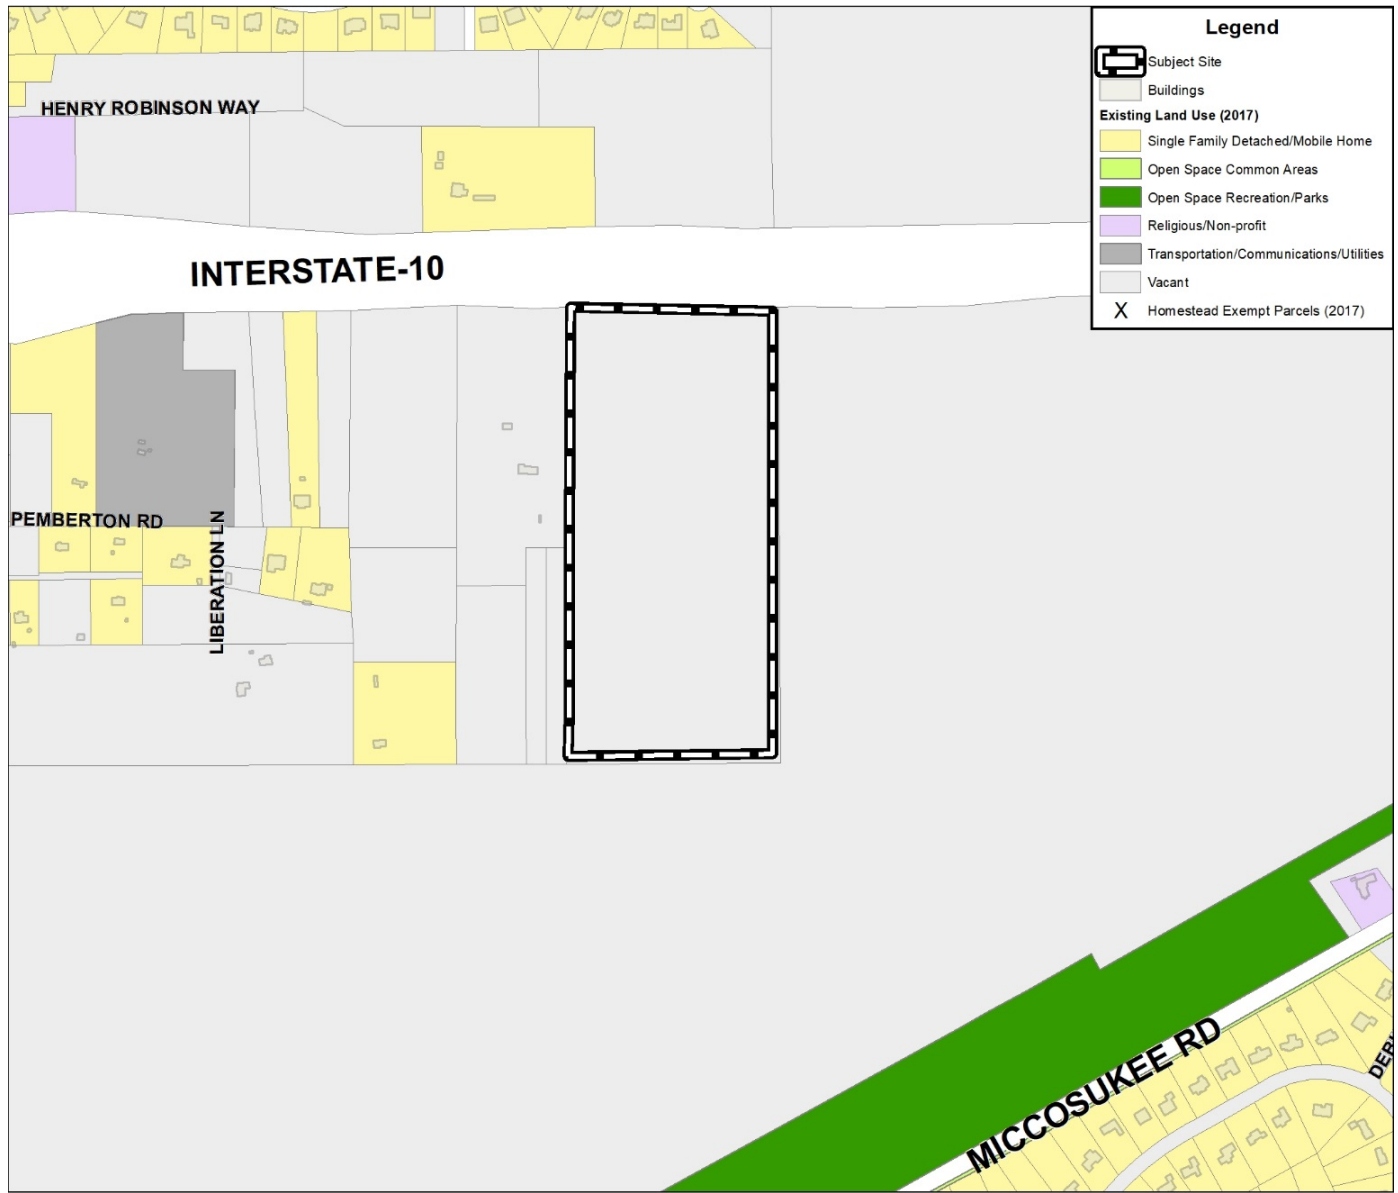 Legend
Subject Site
Buildings
Existing Land Use (2017)
Single Family Detached/Mobile Home
Open Space Common Areas
Open Space Recreation/Parks
Religious/Non-profit
Transportation/Communications/Utilities
Vacant
X Homestead Exempt Parcels (2017)
HENRY ROBINSON WAY
INTERSTATE-10
PEMBERTON RD
LIBERATION LN
MICCOSUKEE RD